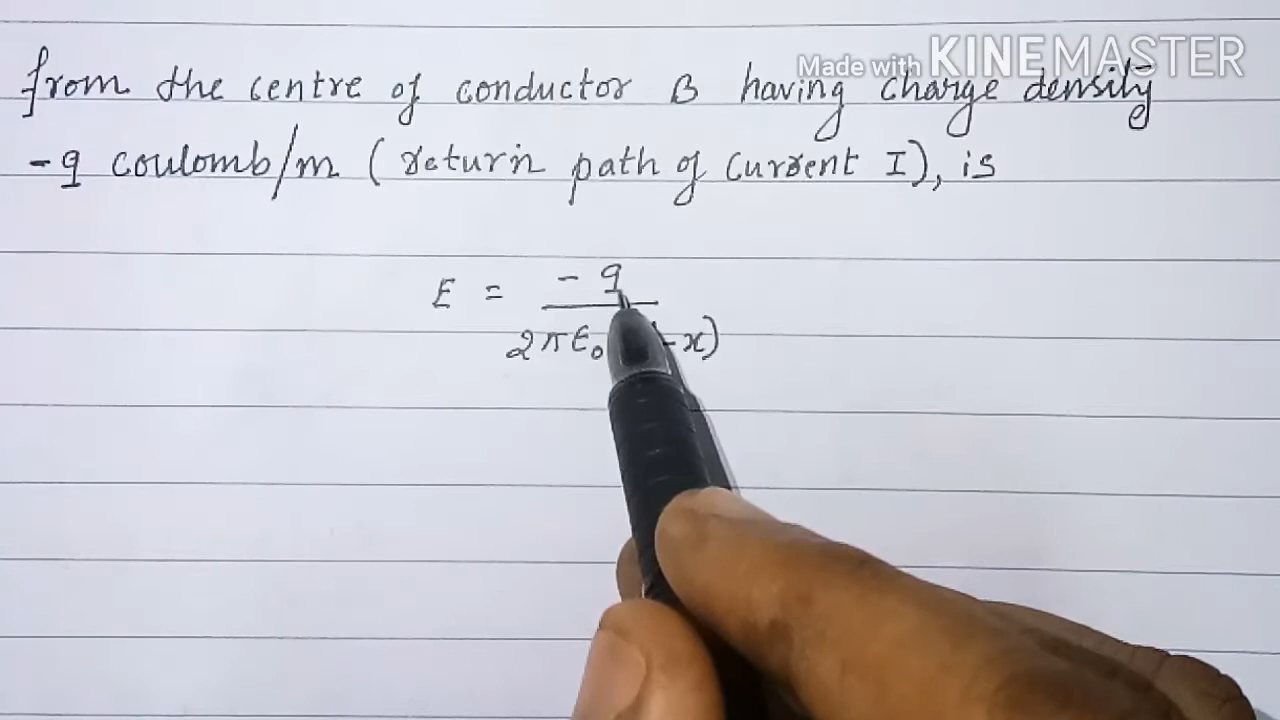 Made with KINEMASTER
from the centre of conductor B having charge density
-q coulomb/m (return path of current I), is
E = - q
2πε₀ -x)